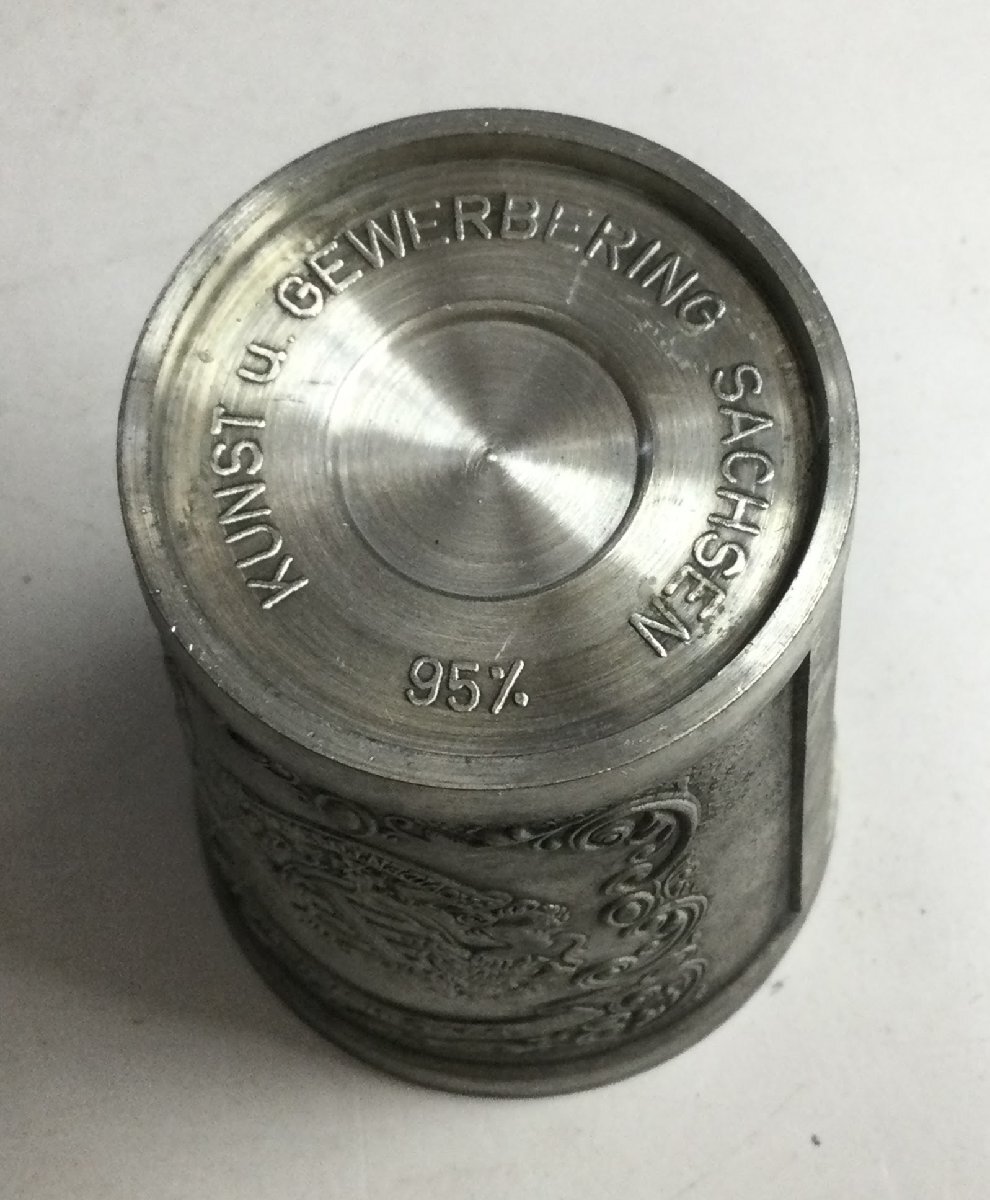 KUNST u. GEWERBERING SACHSEN
95%